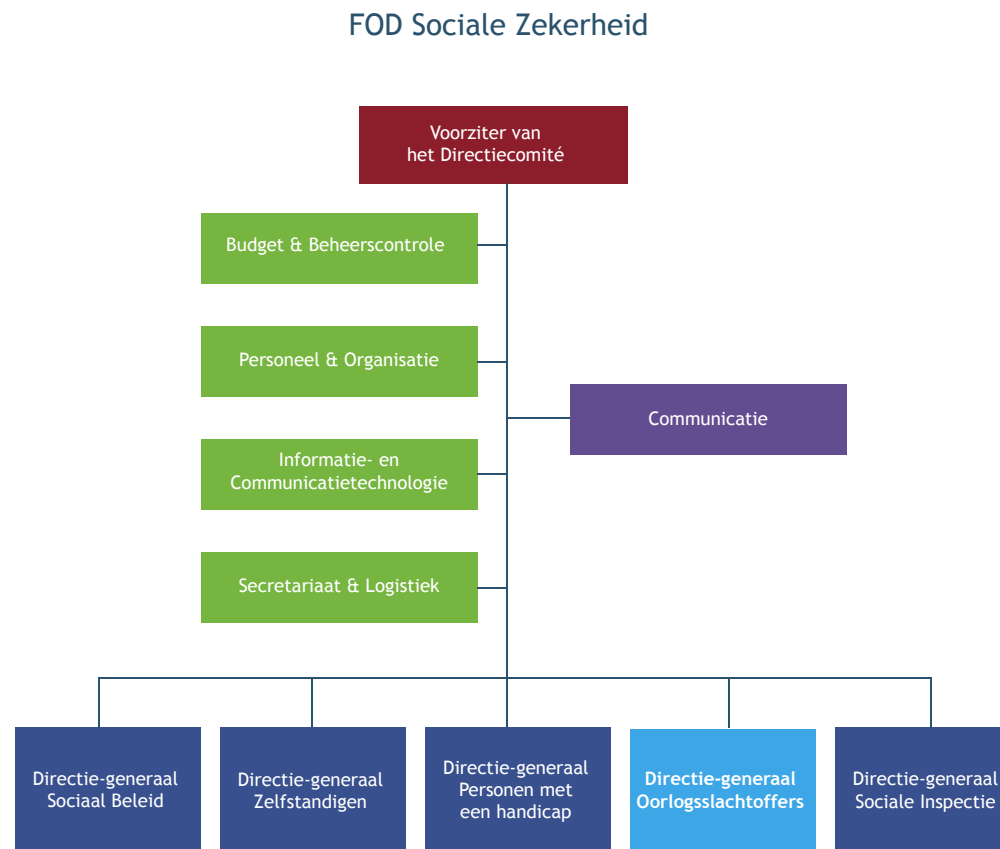 FOD Sociale Zekerheid
Voorziter van
het Directiecomité
Budget & Beheerscontrole
Personeel & Organisatie
Communicatie
Informatie- en
Communicatietechnologie
Secretariaat & Logistiek
Directie-generaal
Sociaal Beleid
Directie-generaal
Zelfstandigen
Directie-generaal
Personen met
een handicap
Directie-generaal
Oorlogsslachtoffers
Directie-generaal
Sociale Inspectie